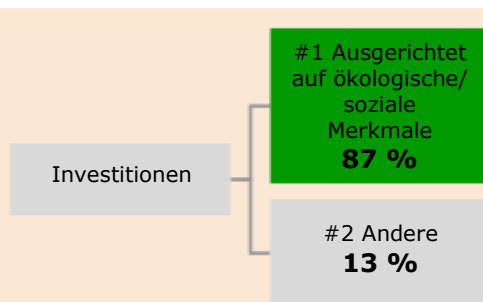 #1 Ausgerichtet
auf ökologische/
soziale
Merkmale
87 %
Investitionen
#2 Andere
13 %